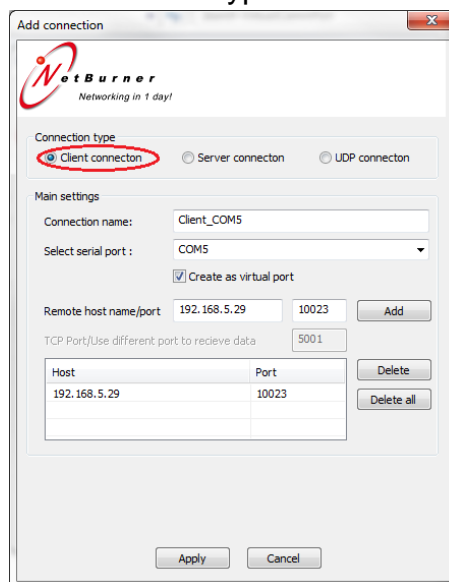 Add connection
NetBurner
Networking in 1 day!
Connection type
Client connecton
Server connecton
UDP connecton
Main settings
Connection name:
Client_COM5
Select serial port :
COM5
Create as virtual port
Remote host name/port
192.168.5.29
10023
Add
TCP Port/Use different port to recieve data
5001
Host
Port
Delete
192.168.5.29
10023
Delete all
Apply
Cancel